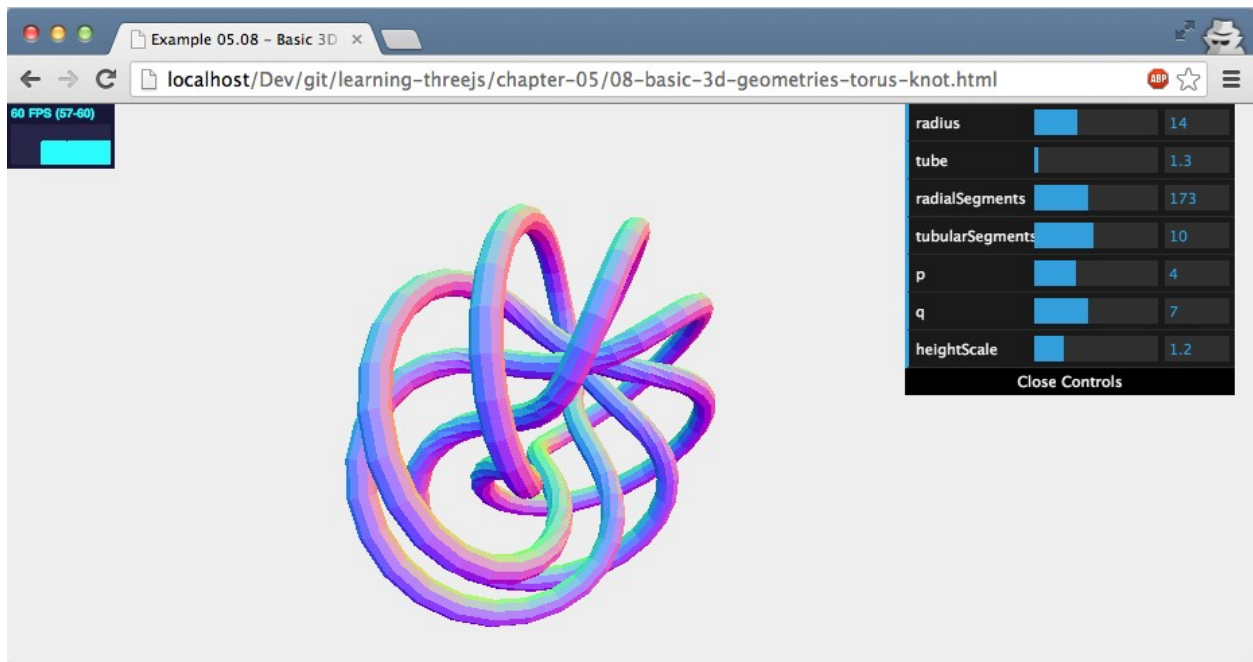 Example 05.08 – Basic 3D
localhost/Dev/git/learning-threejs/chapter-05/08-basic-3d-geometries-torus-knot.html
ABP
60 FPS (57-60)
radius 14
tube 1.3
radialSegments 173
tubularSegments 10
p 4
q 7
heightScale 1.2
Close Controls